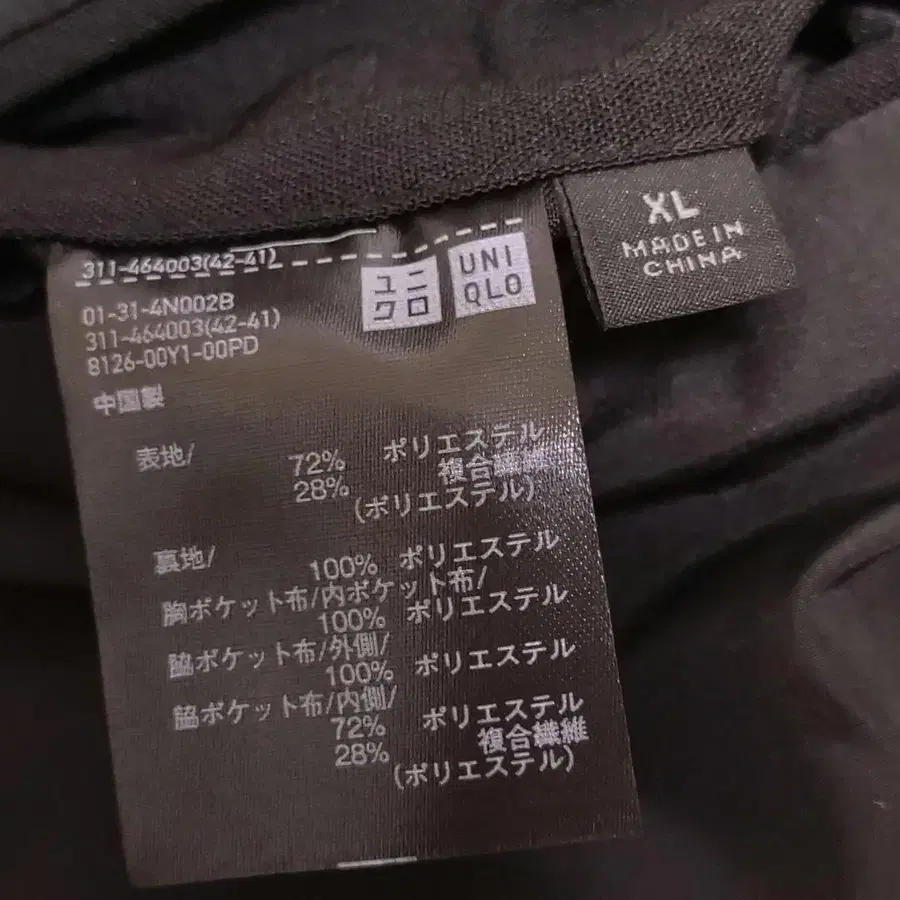 311-464003(42-41)
ユニ
クロ
UNI
QLO
XL
MADE IN
CHINA
01-31-4N002B
311-464003(42-41)
8126-00Y1-00PD
中国製
表地/
72% ポリエステル
28% 複合繊維
(ポリエステル)
裏地/
100% ポリエステル
胸ポケット布/内ポケット布/
100% ポリエステル
脇ポケット布/外側/
100% ポリエステル
脇ポケット布/内側/
72% ポリエステル
28% 複合繊維
(ポリエステル)